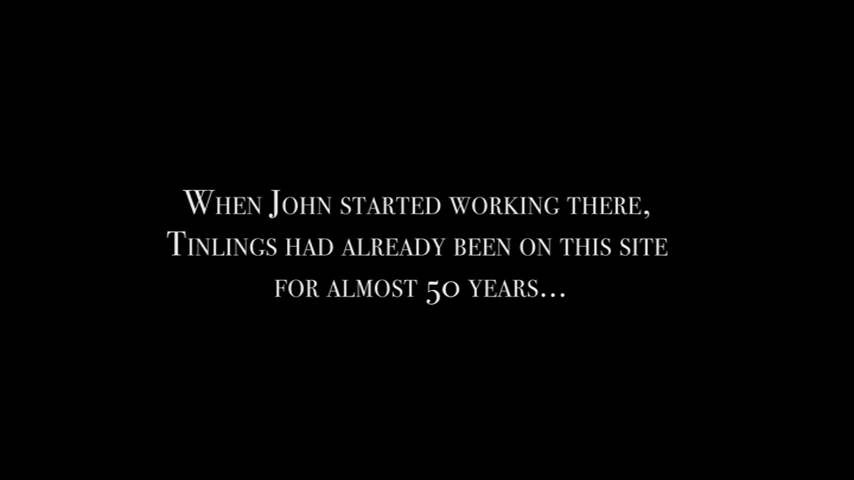 When John started working there,
Tinlings had already been on this site
for almost 50 years...